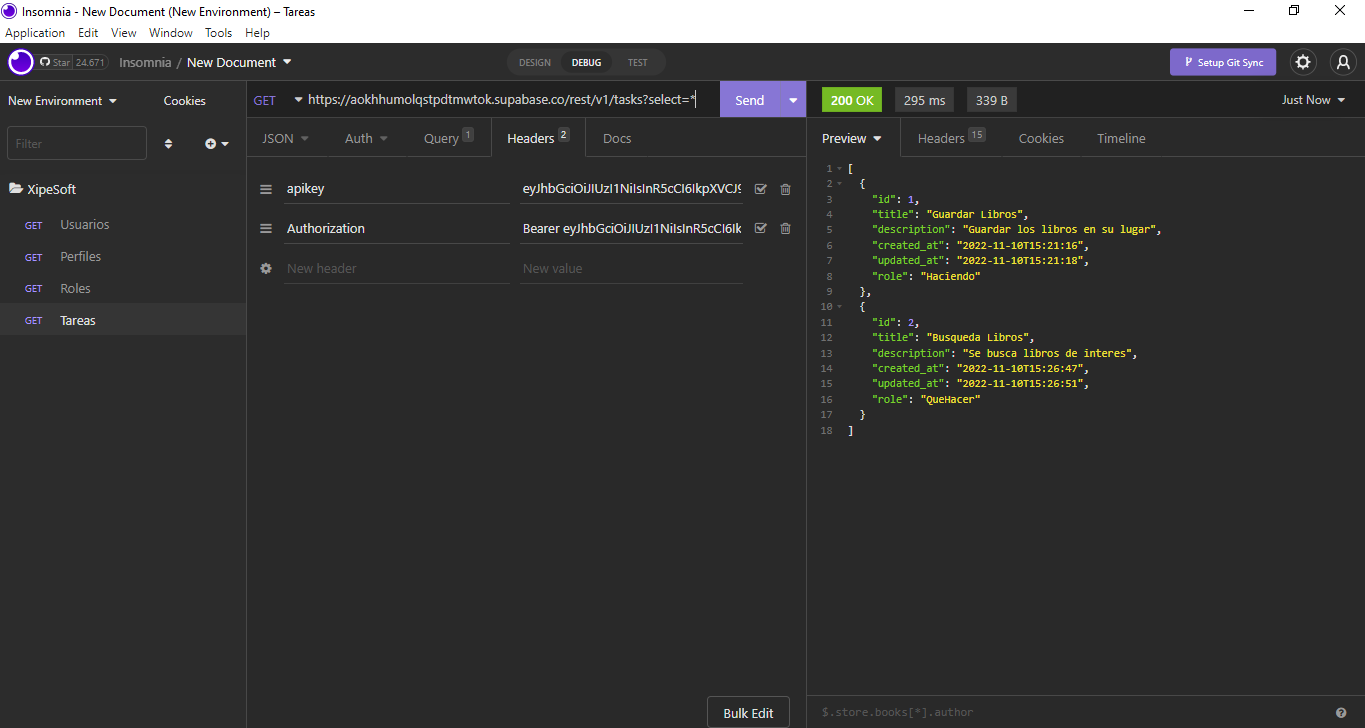 Insomnia - New Document (New Environment) – Tareas
Application Edit View Window Tools Help
Star 24.671 Insomnia / New Document DESIGN DEBUG TEST Setup Git Sync
New Environment Cookies
GET https://aokhhumolqstpdtmwtok.supabase.co/rest/v1/tasks?select=* Send 200 OK 295 ms 339 B Just Now
Filter
JSON Auth Query 1 Headers 2 Docs
Preview Headers 15 Cookies Timeline
XipeSoft
GET Usuarios
GET Perfiles
GET Roles
GET Tareas
apikey eyJhbGciOiJIUzI1NiIsInR5cCI6IkpXVCJ9
Authorization Bearer eyJhbGciOiJIUzI1NiIsInR5cCI6Ik
New header New value
Bulk Edit
1 [
2 {
3 "id": 1,
4 "title": "Guardar Libros",
5 "description": "Guardar los libros en su lugar",
6 "created_at": "2022-11-10T15:21:16",
7 "updated_at": "2022-11-10T15:21:18",
8 "role": "Haciendo"
9 },
10 {
11 "id": 2,
12 "title": "Busqueda Libros",
13 "description": "Se busca libros de interes",
14 "created_at": "2022-11-10T15:26:47",
15 "updated_at": "2022-11-10T15:26:51",
16 "role": "QueHacer"
17 }
18 ]
$.store.books[*].author